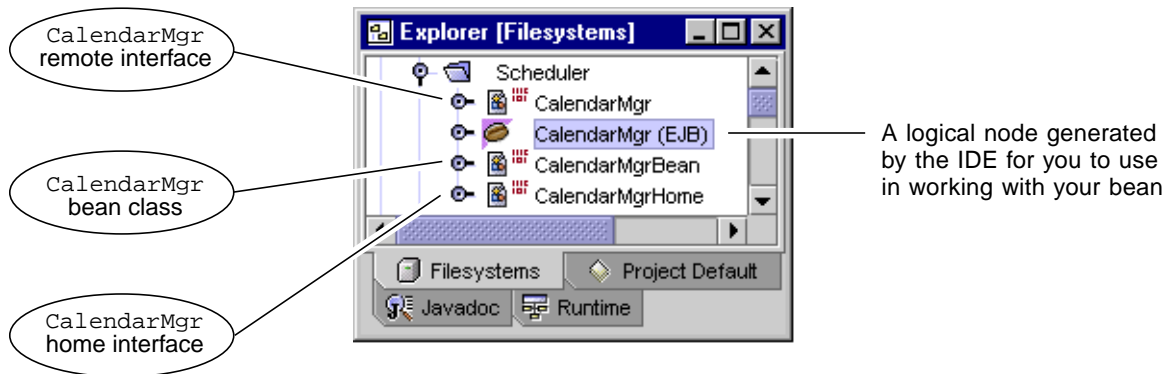 CalendarMgr
remote interface
CalendarMgr
bean class
CalendarMgr
home interface
Explorer [Filesystems]
Scheduler
CalendarMgr
CalendarMgr (EJB)
CalendarMgrBean
CalendarMgrHome
Filesystems
Project Default
Javadoc
Runtime
A logical node generated
by the IDE for you to use
in working with your bean